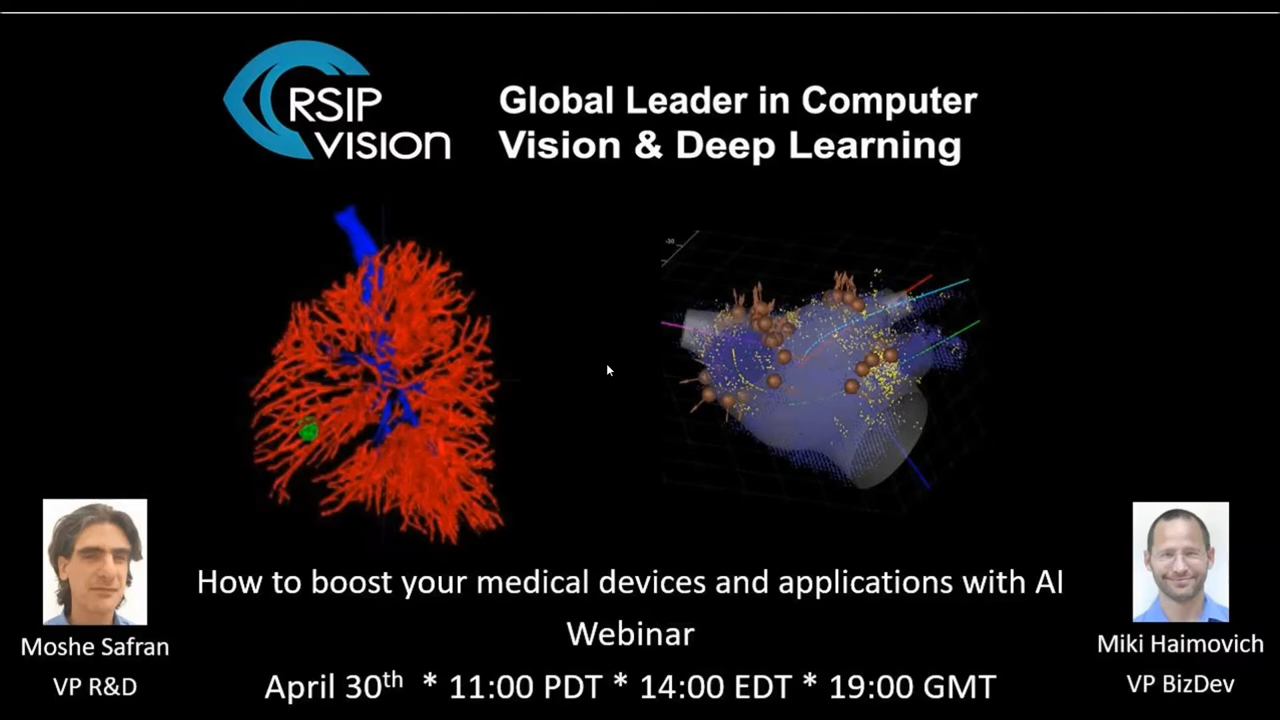 RSIP
VISION
Global Leader in Computer
Vision & Deep Learning
-30
How to boost your medical devices and applications with AI
Webinar
April 30th * 11:00 PDT * 14:00 EDT * 19:00 GMT
Moshe Safran
VP R&D
Miki Haimovich
VP BizDev